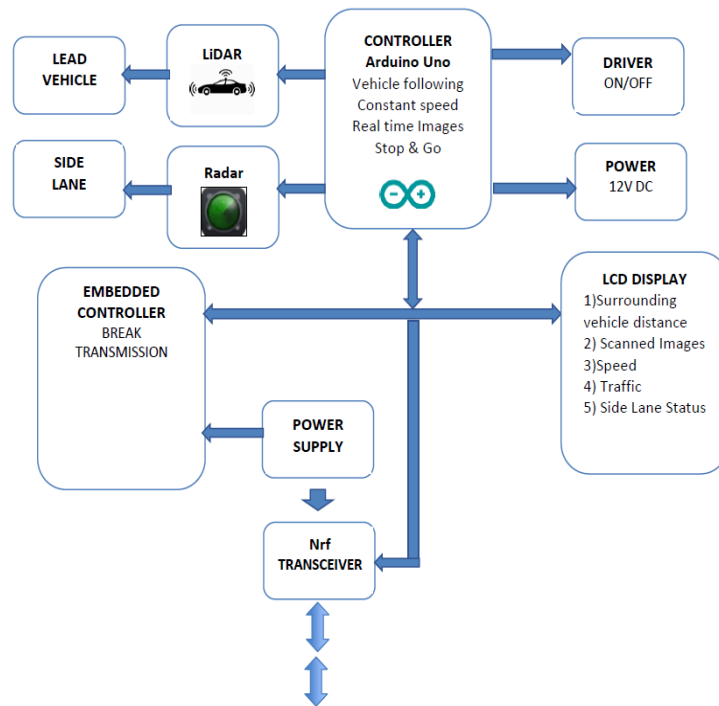 LEAD
VEHICLE
LiDAR
CONTROLLER
Arduino Uno
Vehicle following
Constant speed
Real time Images
Stop & Go
DRIVER
ON/OFF
SIDE
LANE
Radar
POWER
12V DC
EMBEDDED
CONTROLLER
BREAK
TRANSMISSION
LCD DISPLAY
1)Surrounding
vehicle distance
2) Scanned Images
3)Speed
4) Traffic
5) Side Lane Status
POWER
SUPPLY
Nrf
TRANSCEIVER